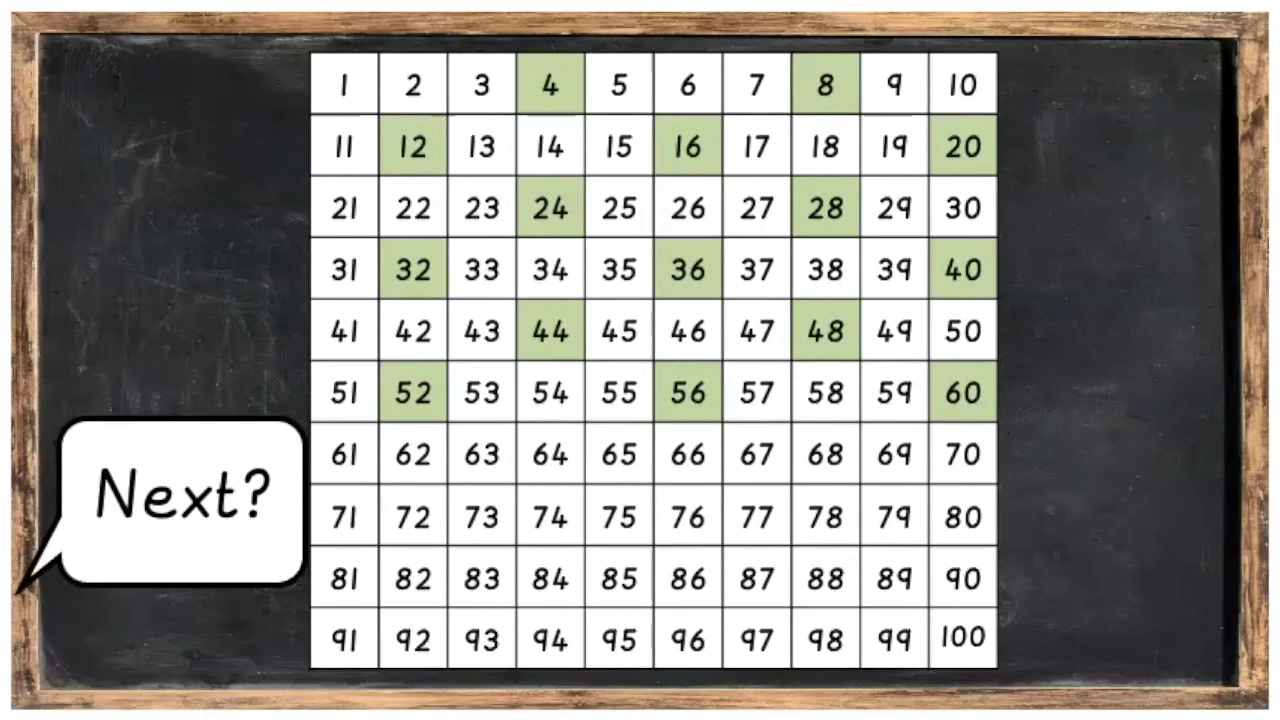 1 2 3 4 5 6 7 8 9 10
11 12 13 14 15 16 17 18 19 20
21 22 23 24 25 26 27 28 29 30
31 32 33 34 35 36 37 38 39 40
41 42 43 44 45 46 47 48 49 50
51 52 53 54 55 56 57 58 59 60
61 62 63 64 65 66 67 68 69 70
71 72 73 74 75 76 77 78 79 80
81 82 83 84 85 86 87 88 89 90
91 92 93 94 95 96 97 98 99 100
Next?